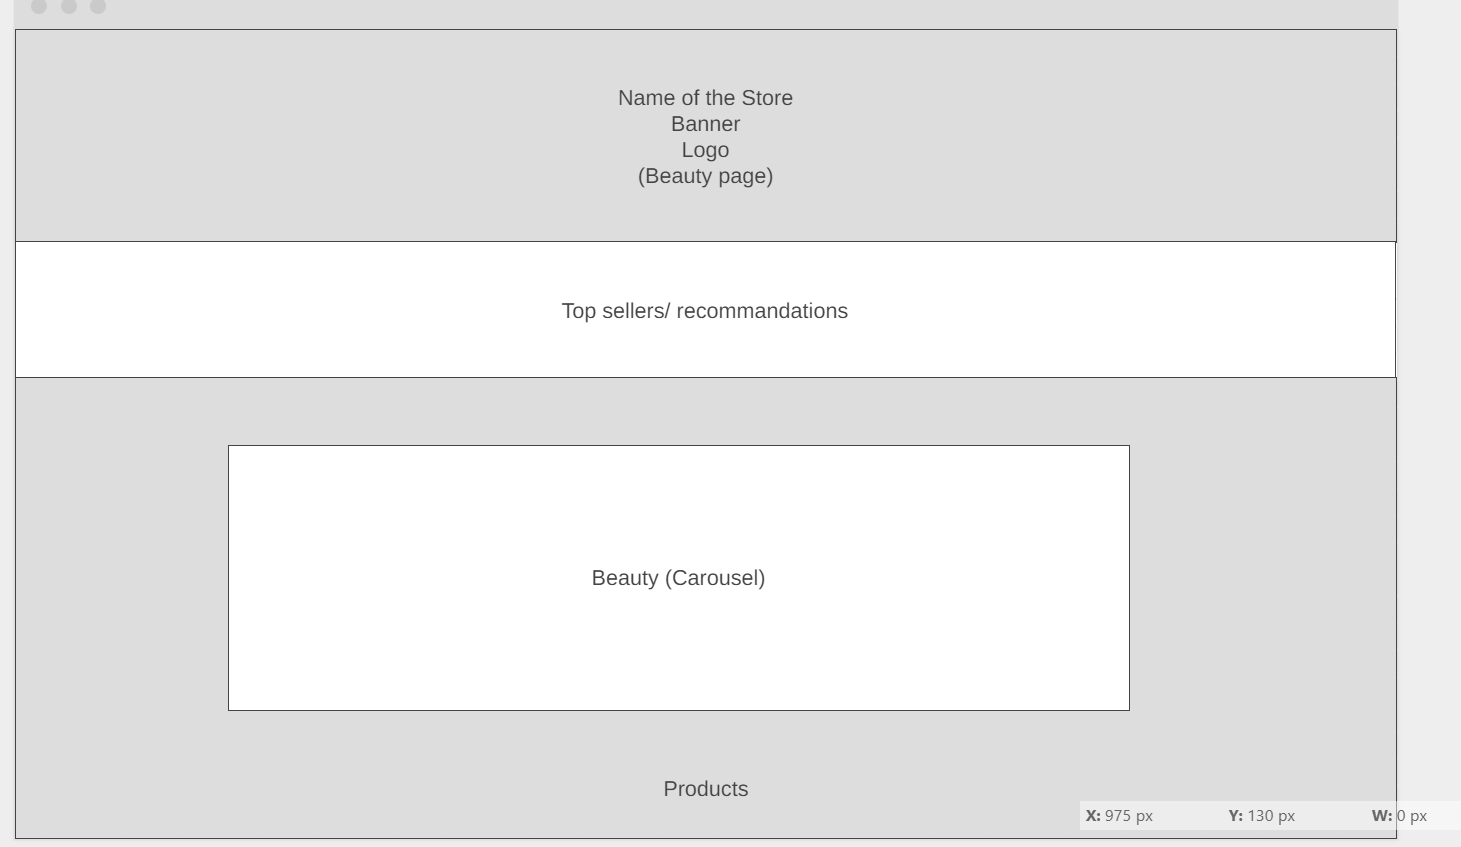 Name of the Store
Banner
Logo
(Beauty page)
Top sellers/ recommandations
Beauty (Carousel)
Products
X: 975 px Y: 130 px W: 0 px